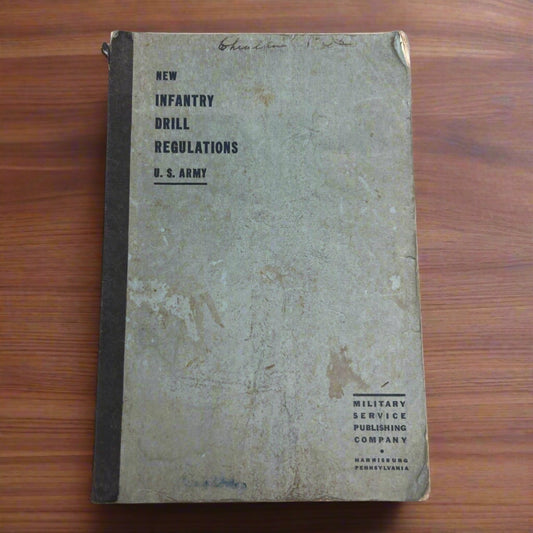 NEW
INFANTRY
DRILL
REGULATIONS
U. S. ARMY
MILITARY
SERVICE
PUBLISHING
COMPANY
HARRISBURG
PENNSYLVANIA